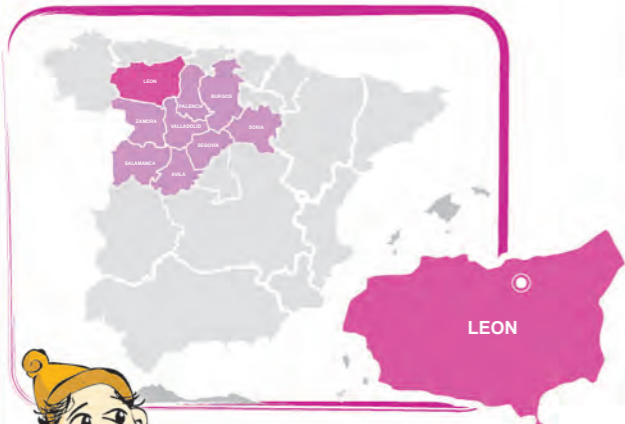 LEON
PALENCIA
BURGOS
ZAMORA
VALLADOLID
SORIA
SEGOVIA
SALAMANCA
AVILA
LEON